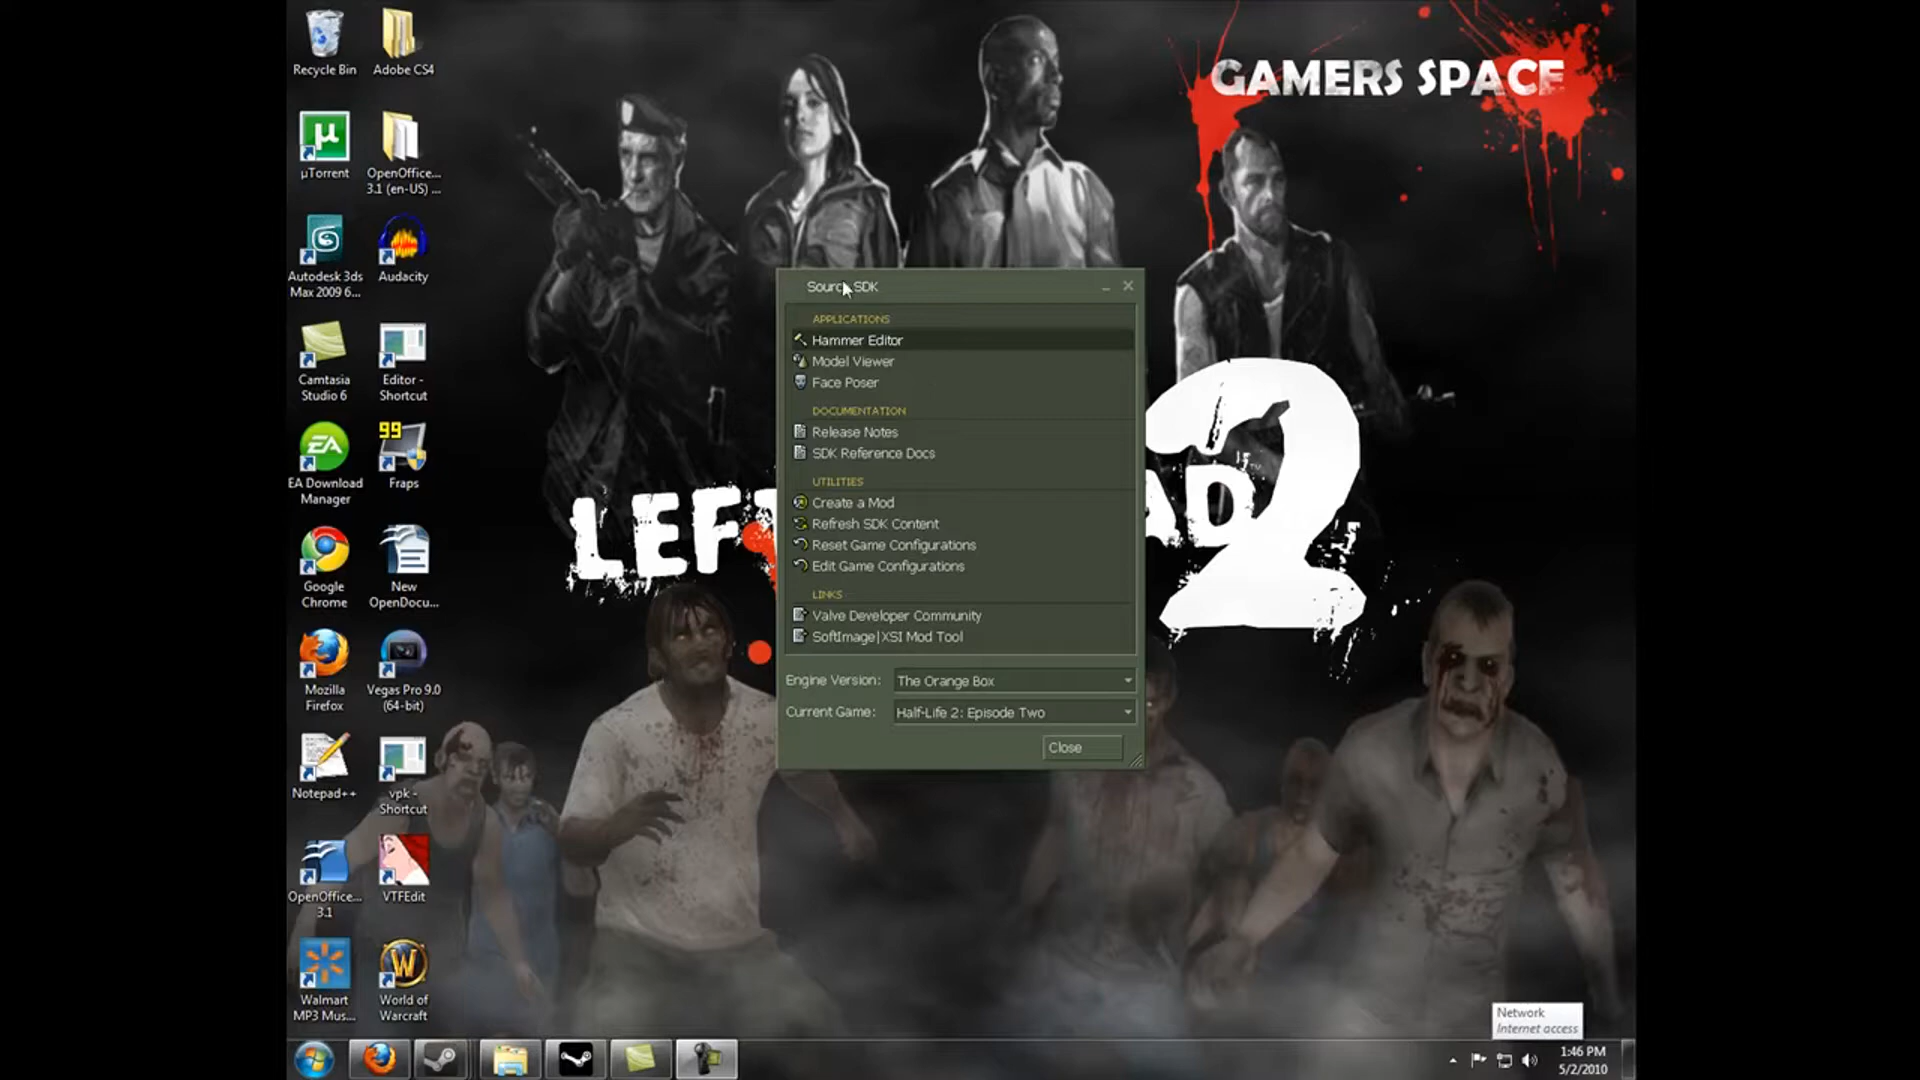 Recycle Bin
Adobe CS4
GAMERS SPACE
µTorrent
OpenOffice...
3.1 (en-US) ...
Autodesk 3ds
Max 2009 6...
Audacity
Source SDK
APPLICATIONS
Hammer Editor
Model Viewer
Face Poser
DOCUMENTATION
Release Notes
SDK Reference Docs
UTILITIES
Create a Mod
Refresh SDK Content
Reset Game Configurations
Edit Game Configurations
LINKS
Valve Developer Community
SoftImage|XSI Mod Tool
Engine Version:
The Orange Box
Current Game:
Half-Life 2: Episode Two
Close
Camtasia
Studio 6
Editor -
Shortcut
EA
EA Download
Manager
99
Fraps
LEFT
AD
2
Google
Chrome
New
OpenDocu...
Mozilla
Firefox
Vegas Pro 9.0
(64-bit)
Notepad++
vpk -
Shortcut
OpenOffice...
3.1
VTFEdit
Walmart
MP3 Mus...
World of
Warcraft
Network
Internet access
1:46 PM
5/2/2010